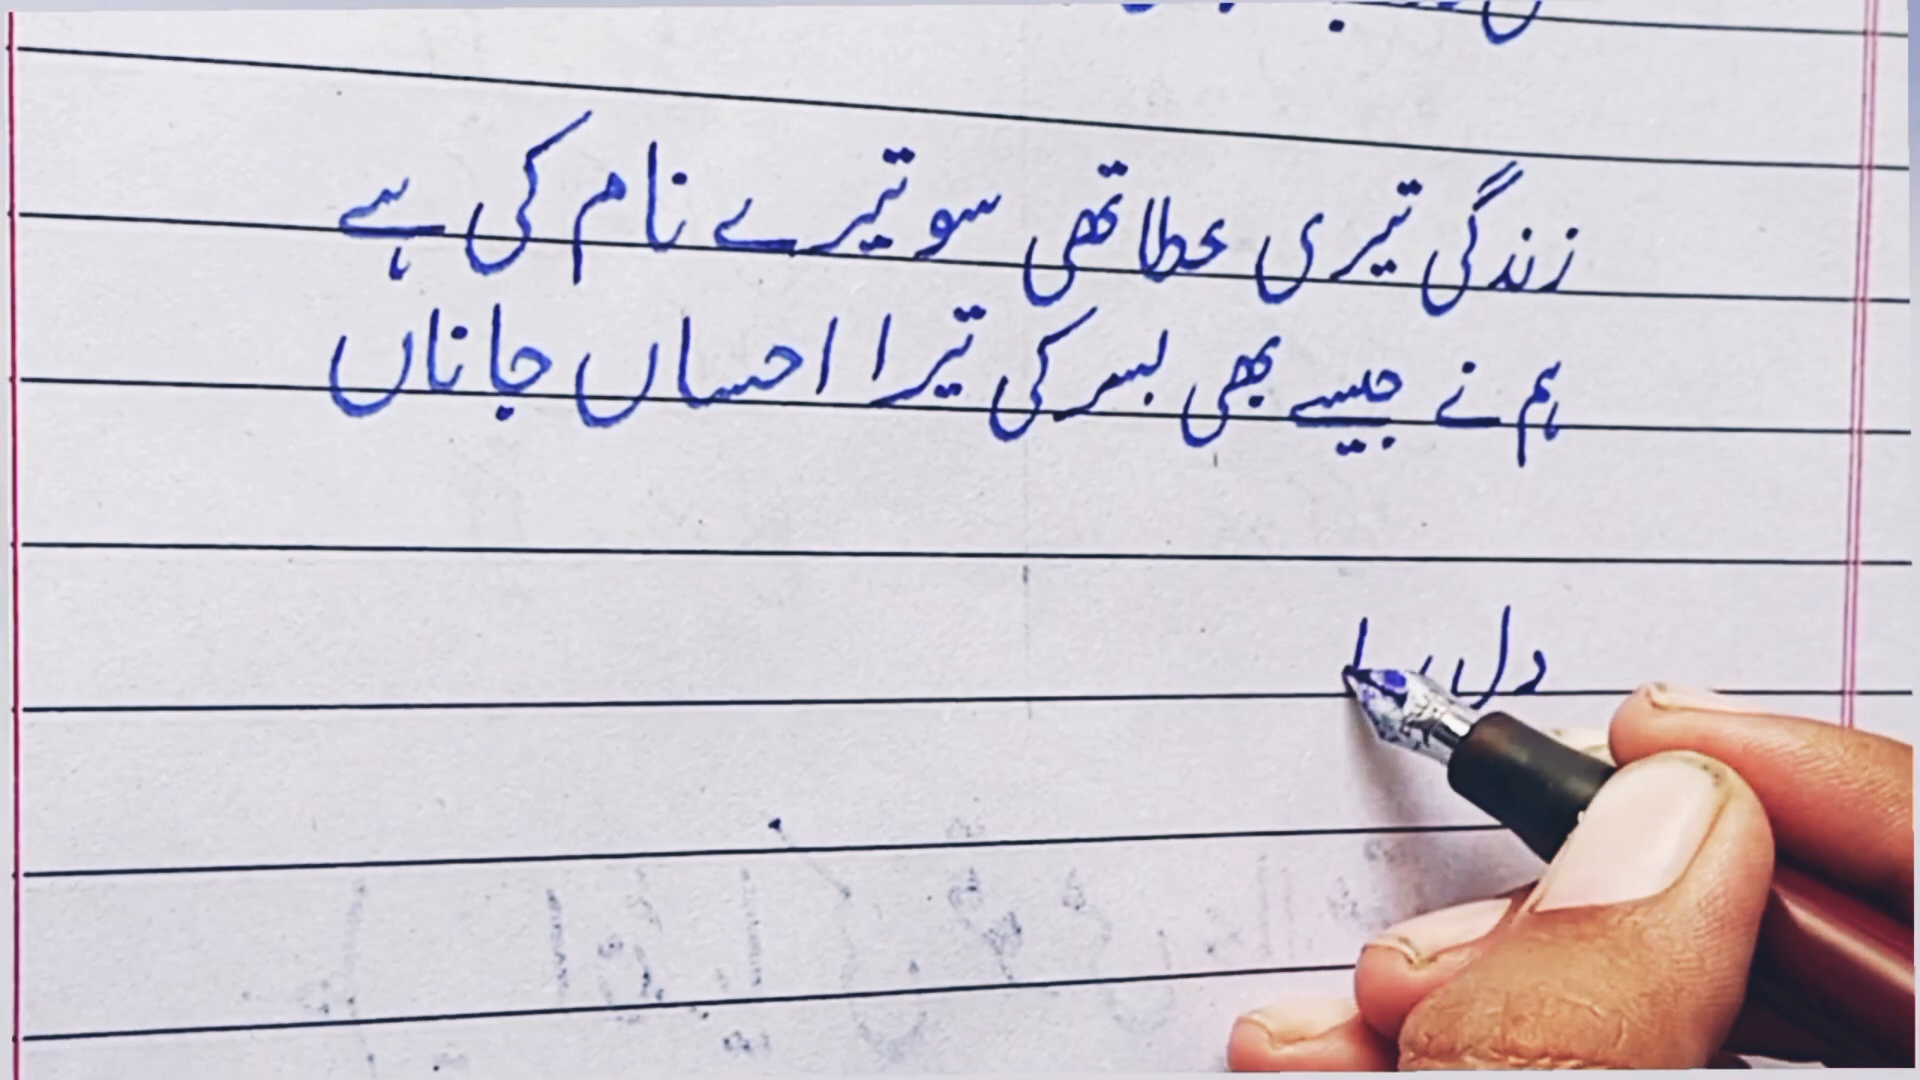 زندگی تیری عطا تھی سو تیرے نام کی ہے
ہم نے جیسے بھی بسر کی تیرا احساں جاناں
دل